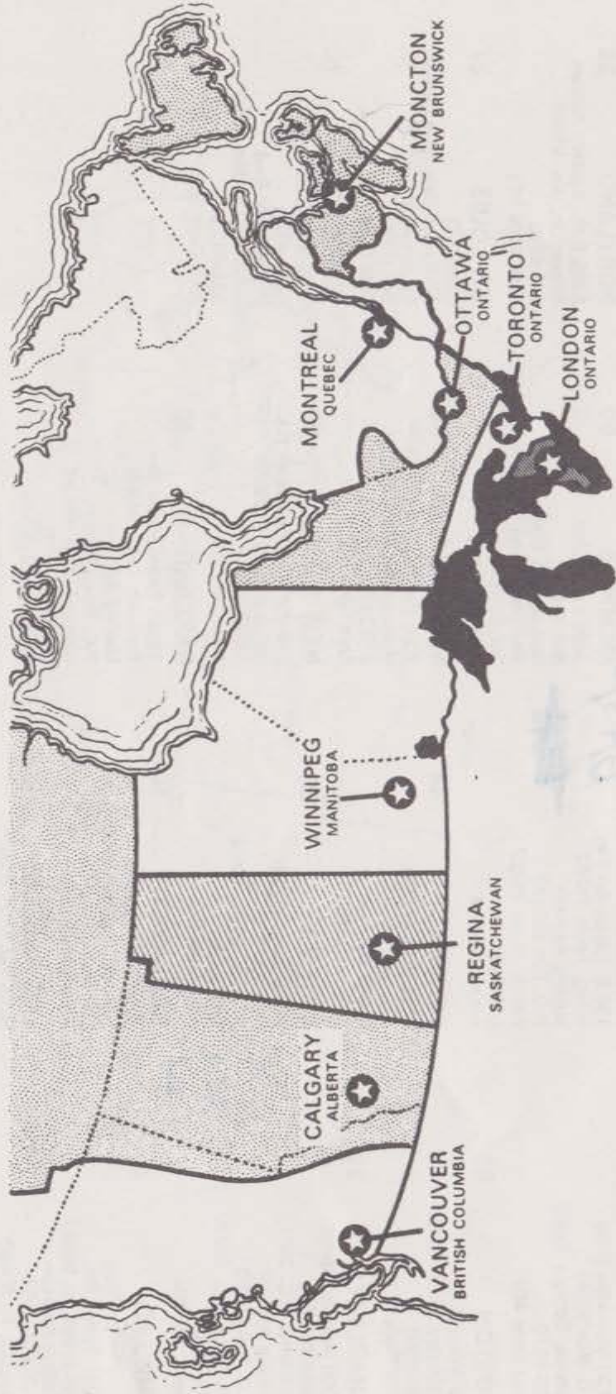 VANCOUVER
BRITISH COLUMBIA
CALGARY
ALBERTA
REGINA
SASKATCHEWAN
WINNIPEG
MANITOBA
MONTREAL
QUEBEC
OTTAWA
ONTARIO
TORONTO
ONTARIO
LONDON
ONTARIO
MONCTON
NEW BRUNSWICK